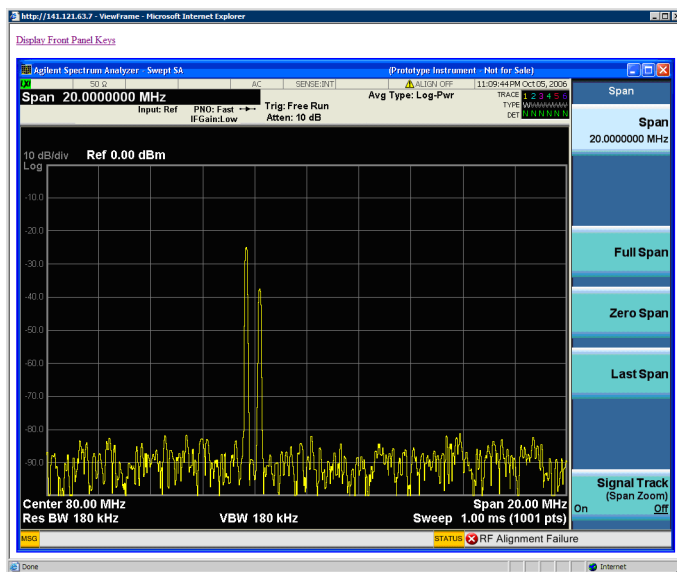 http://141.121.63.7 - ViewFrame - Microsoft Internet Explorer
Display Front Panel Keys
Agilent Spectrum Analyzer - Swept SA
(Prototype Instrument - Not for Sale)
50 Ω
AC
SENSE:INT
ALIGN OFF
11:09:44 PM Oct 05, 2006
Span
Span 20.0000000 MHz
Input: Ref
PNO: Fast
IFGain:Low
Trig: Free Run
Atten: 10 dB
Avg Type: Log-Pwr
TRACE 1 2 3 4 5 6
TYPE
DET N N N N N N
Span
20.0000000 MHz
10 dB/div
Log
Ref 0.00 dBm
-10.0
-20.0
-30.0
-40.0
-50.0
-60.0
-70.0
-80.0
-90.0
Full Span
Zero Span
Last Span
Signal Track
(Span Zoom)
On Off
Center 80.00 MHz
Span 20.00 MHz
Res BW 180 kHz
VBW 180 kHz
Sweep 1.00 ms (1001 pts)
MSG
STATUS
RF Alignment Failure
Done
Internet